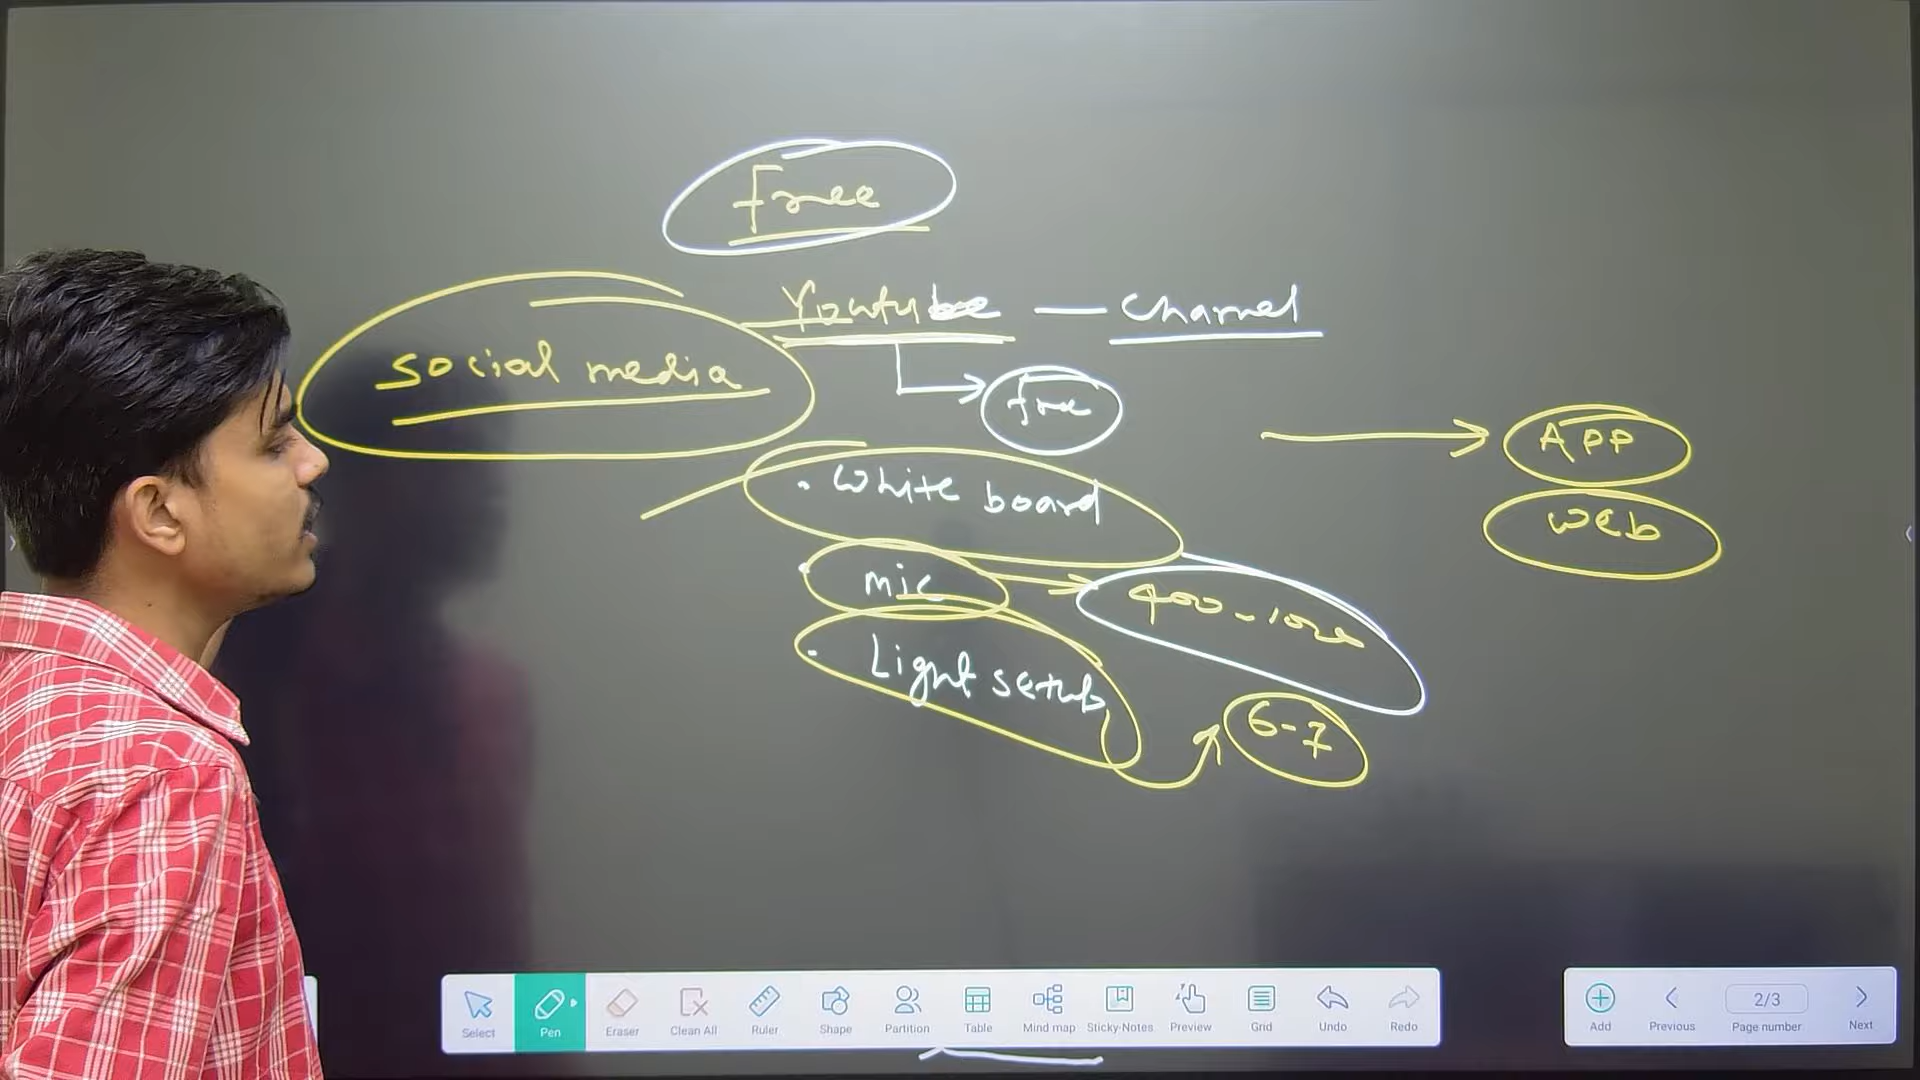 Free
Youtube — channel
social media
free
APP
• White board
Web
• mic
400-1000
• Light setub
6-7
Select
Pen
Eraser
Clean All
Ruler
Shape
Partition
Table
Mind map
Sticky-Notes
Preview
Grid
Undo
Redo
Add
Previous
2/3
Page number
Next